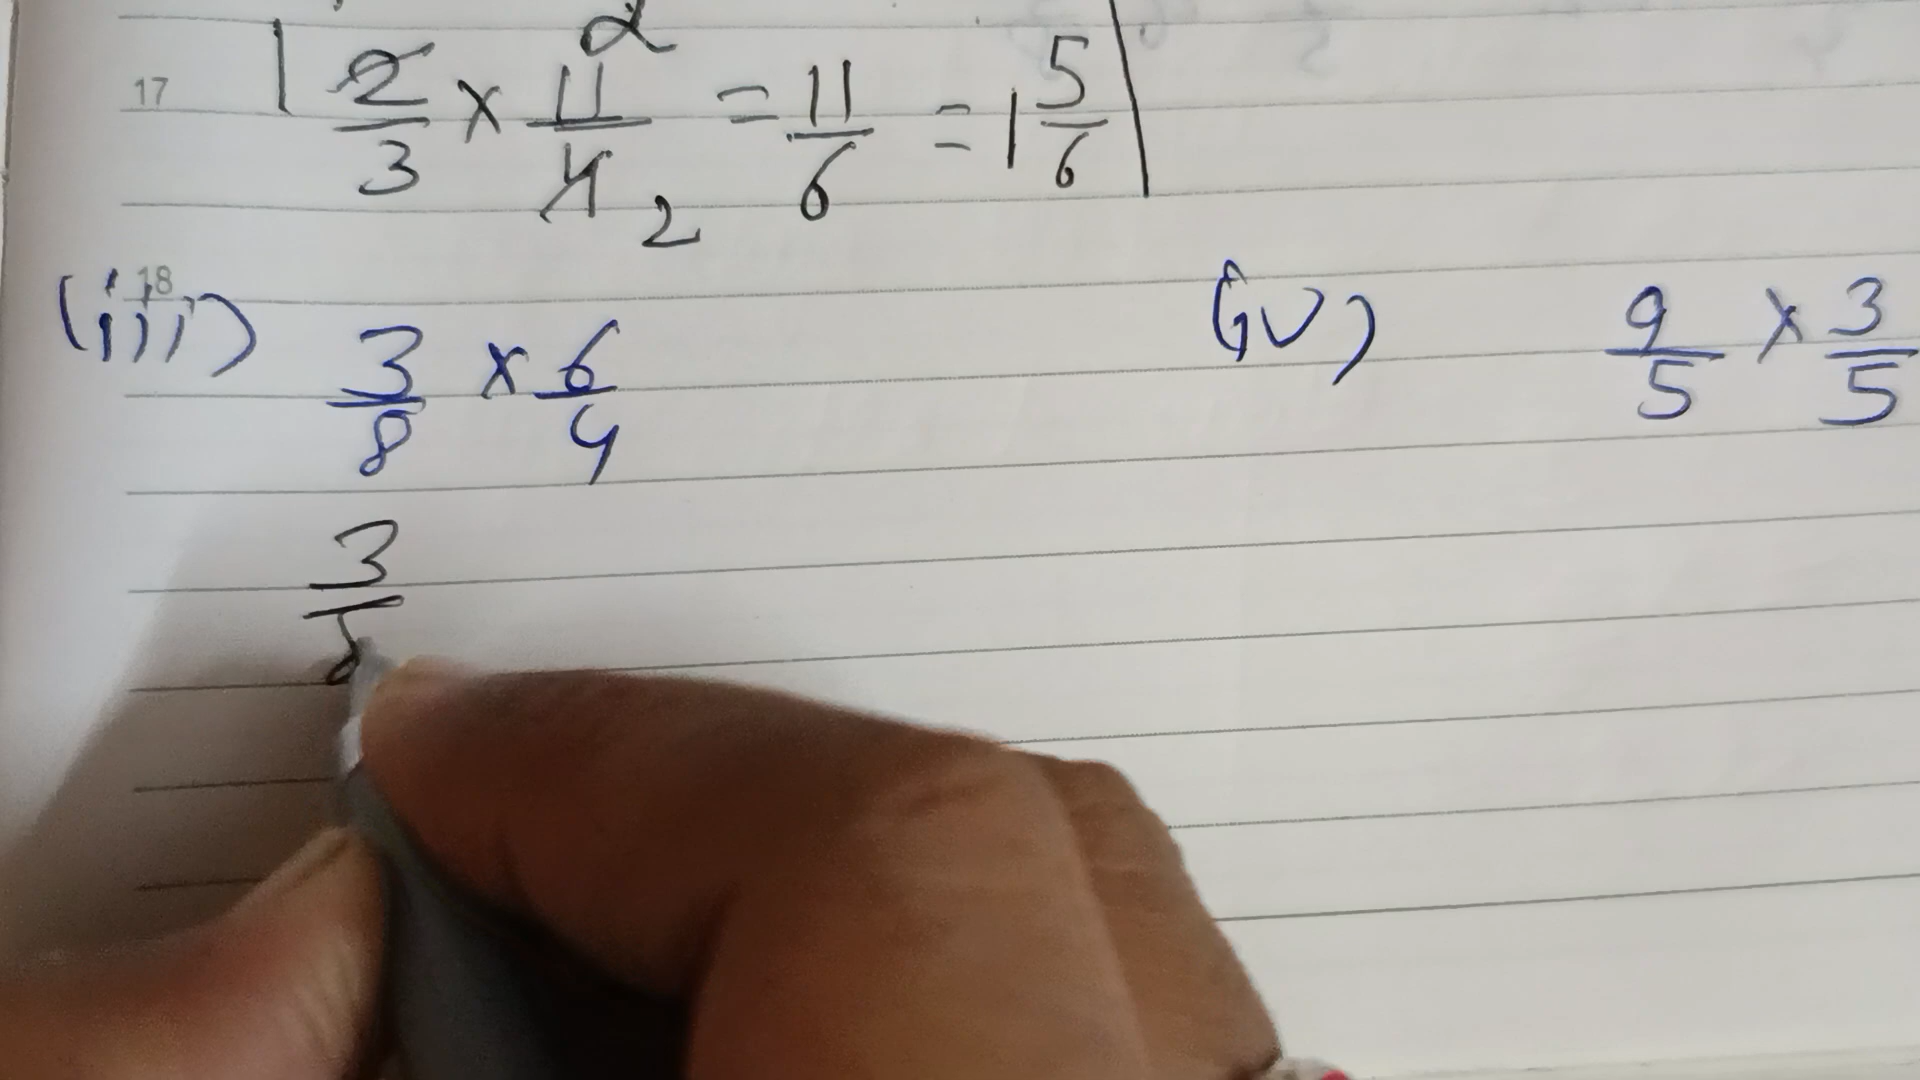 17
1 2/3 × 11/4 2 = 11/6 = 1 5/6
18
(iii) 3/8 × 6/4
(iv) 9/5 × 3/5
3